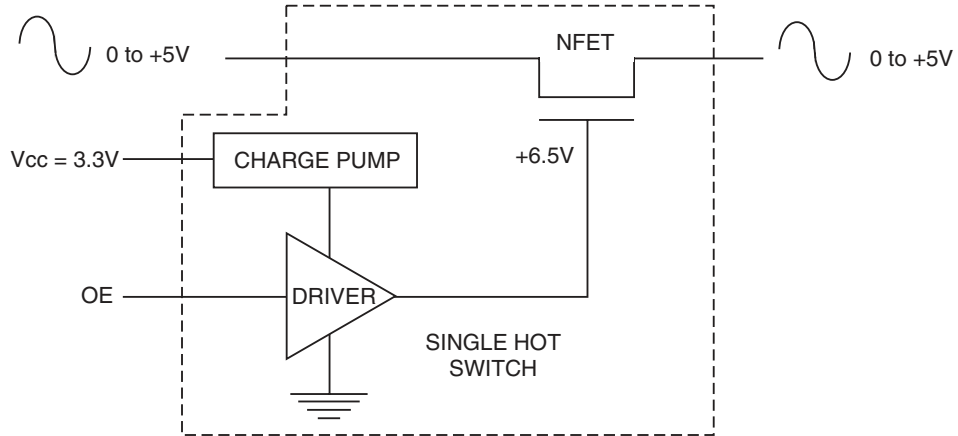 0 to +5V
NFET
0 to +5V
Vcc = 3.3V
CHARGE PUMP
+6.5V
OE
DRIVER
SINGLE HOT
SWITCH